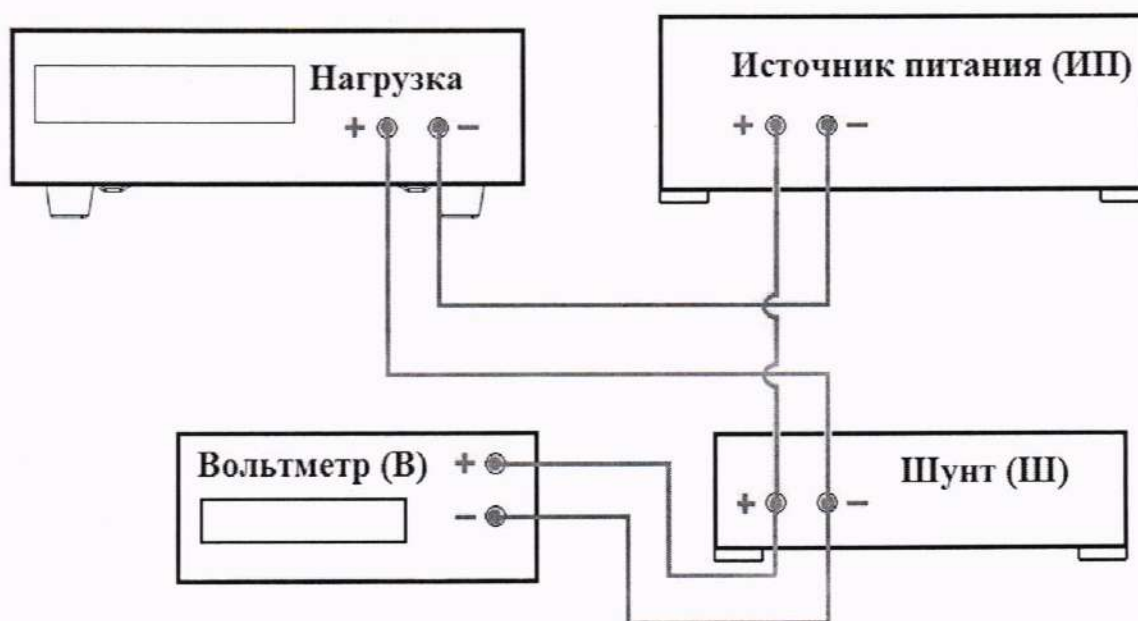 Нагрузка
+ −
Источник питания (ИП)
+ −
Вольтметр (В) +
−
Шунт (Ш)
+ −